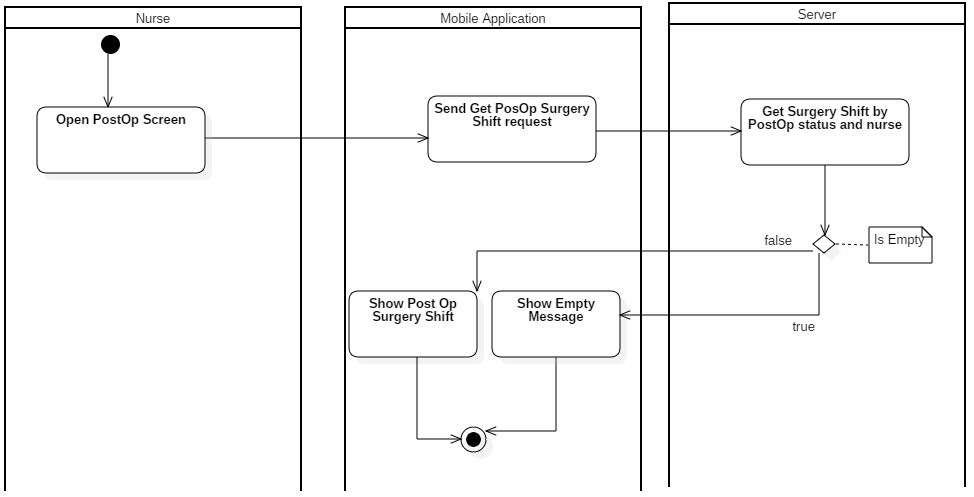 Nurse
Mobile Application
Server
Open PostOp Screen
Send Get PosOp Surgery
Shift request
Get Surgery Shift by
PostOp status and nurse
false
Is Empty
Show Post Op
Surgery Shift
Show Empty
Message
true